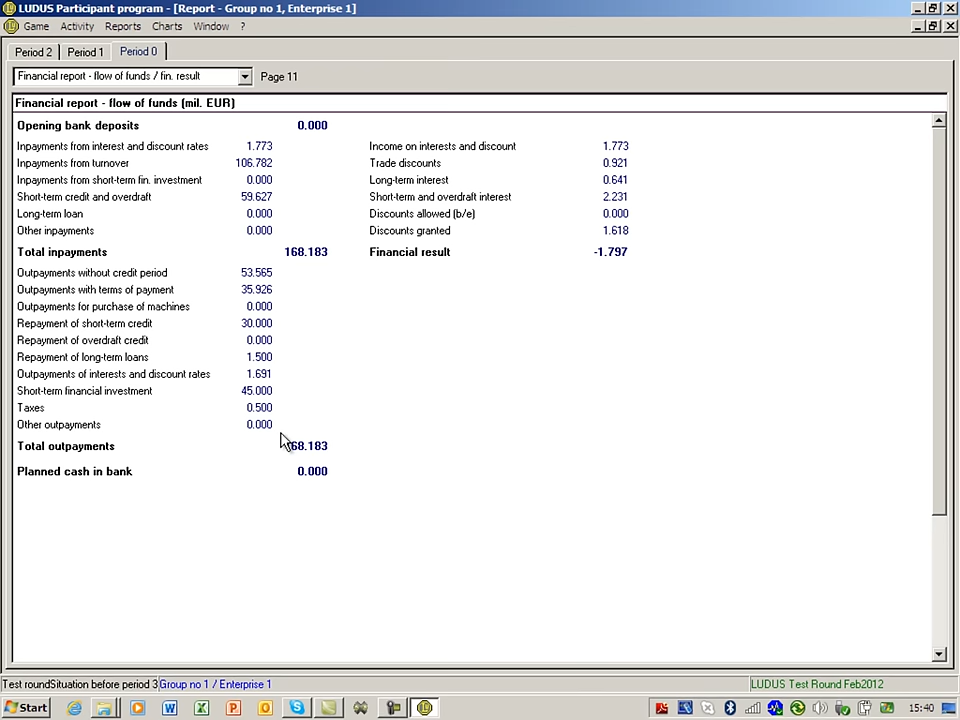 LUDUS Participant program - [Report - Group no 1, Enterprise 1]
Game Activity Reports Charts Window ?
Period 2 Period 1 Period 0
Financial report - flow of funds / fin. result Page 11
Financial report - flow of funds (mil. EUR)
Opening bank deposits 0.000
Inpayments from interest and discount rates 1.773 Income on interests and discount 1.773
Inpayments from turnover 106.782 Trade discounts 0.921
Inpayments from short-term fin. investment 0.000 Long-term interest 0.641
Short-term credit and overdraft 59.627 Short-term and overdraft interest 2.231
Long-term loan 0.000 Discounts allowed (b/e) 0.000
Other inpayments 0.000 Discounts granted 1.618
Total inpayments 168.183 Financial result -1.797
Outpayments without credit period 53.565
Outpayments with terms of payment 35.926
Outpayments for purchase of machines 0.000
Repayment of short-term credit 30.000
Repayment of overdraft credit 0.000
Repayment of long-term loans 1.500
Outpayments of interests and discount rates 1.691
Short-term financial investment 45.000
Taxes 0.500
Other outpayments 0.000
Total outpayments 68.183
Planned cash in bank 0.000
Test roundSituation before period 3 Group no 1 / Enterprise 1 LUDUS Test Round Feb2012
Start 15:40